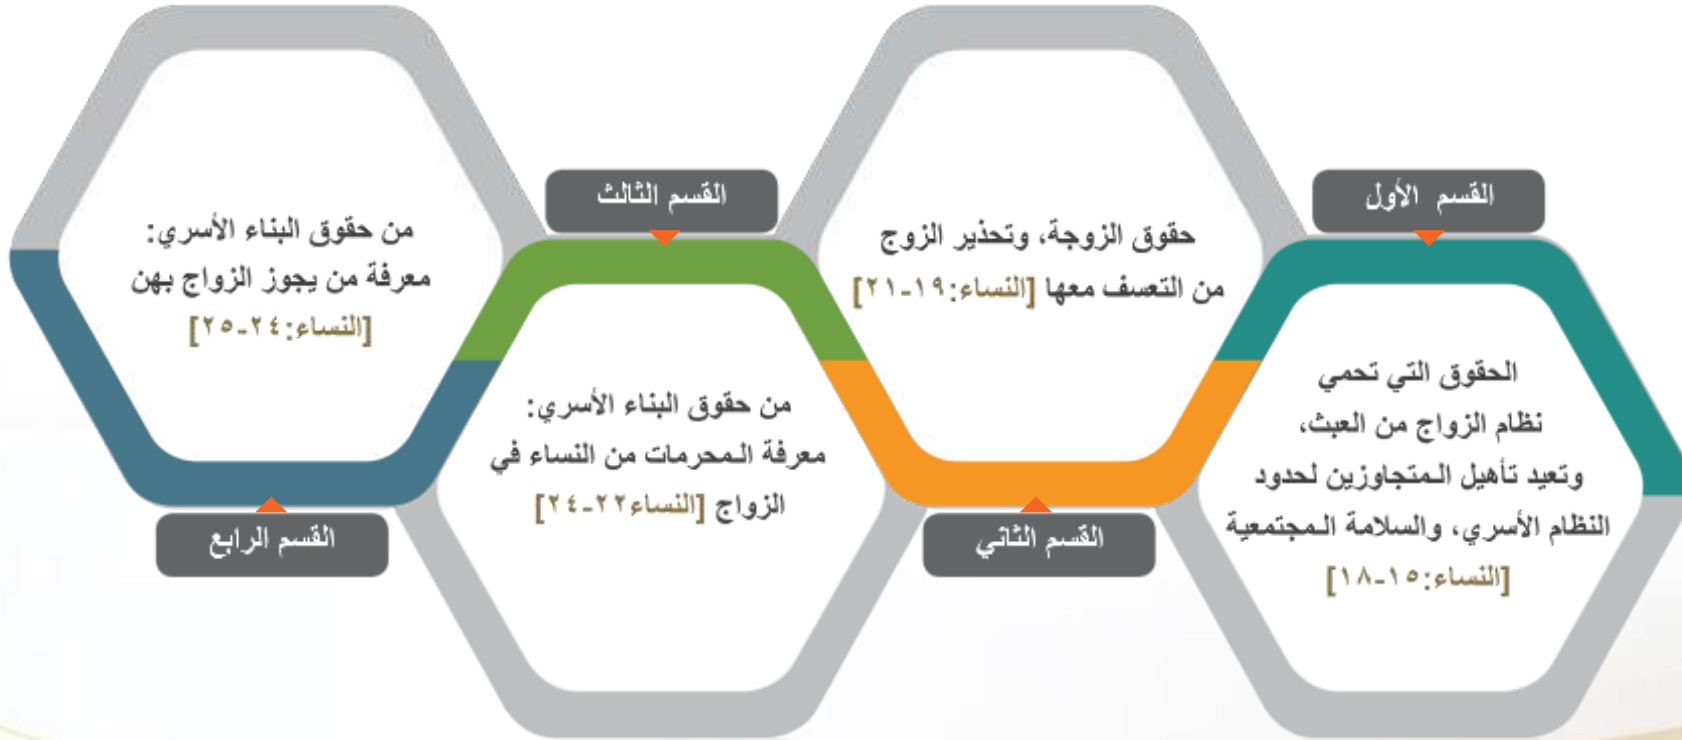 القسم الأول
الحقوق التي تحمي
نظام الزواج من العبث،
وتعيد تأهيل المتجاوزين لحدود
النظام الأسري، والسلامة المجتمعية
[النساء:١٥-١٨]
القسم الثاني
حقوق الزوجة، وتحذير الزوج
من التعسف معها [النساء:١٩-٢١]
القسم الثالث
من حقوق البناء الأسري:
معرفة المحرمات من النساء في
الزواج [النساء٢٢-٢٤]
القسم الرابع
من حقوق البناء الأسري:
معرفة من يجوز الزواج بهن
[النساء:٢٤-٢٥]